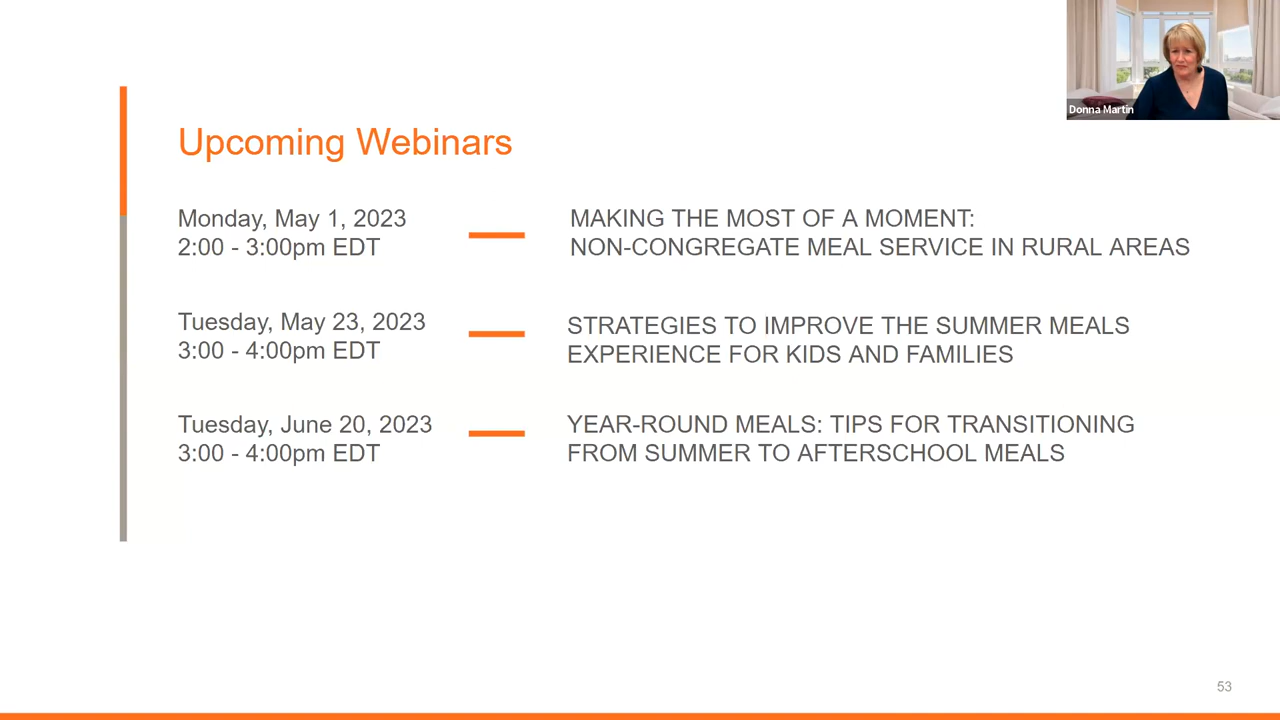 Donna Martin
Upcoming Webinars
Monday, May 1, 2023
2:00 - 3:00pm EDT
MAKING THE MOST OF A MOMENT:
NON-CONGREGATE MEAL SERVICE IN RURAL AREAS
Tuesday, May 23, 2023
3:00 - 4:00pm EDT
STRATEGIES TO IMPROVE THE SUMMER MEALS
EXPERIENCE FOR KIDS AND FAMILIES
Tuesday, June 20, 2023
3:00 - 4:00pm EDT
YEAR-ROUND MEALS: TIPS FOR TRANSITIONING
FROM SUMMER TO AFTERSCHOOL MEALS
53